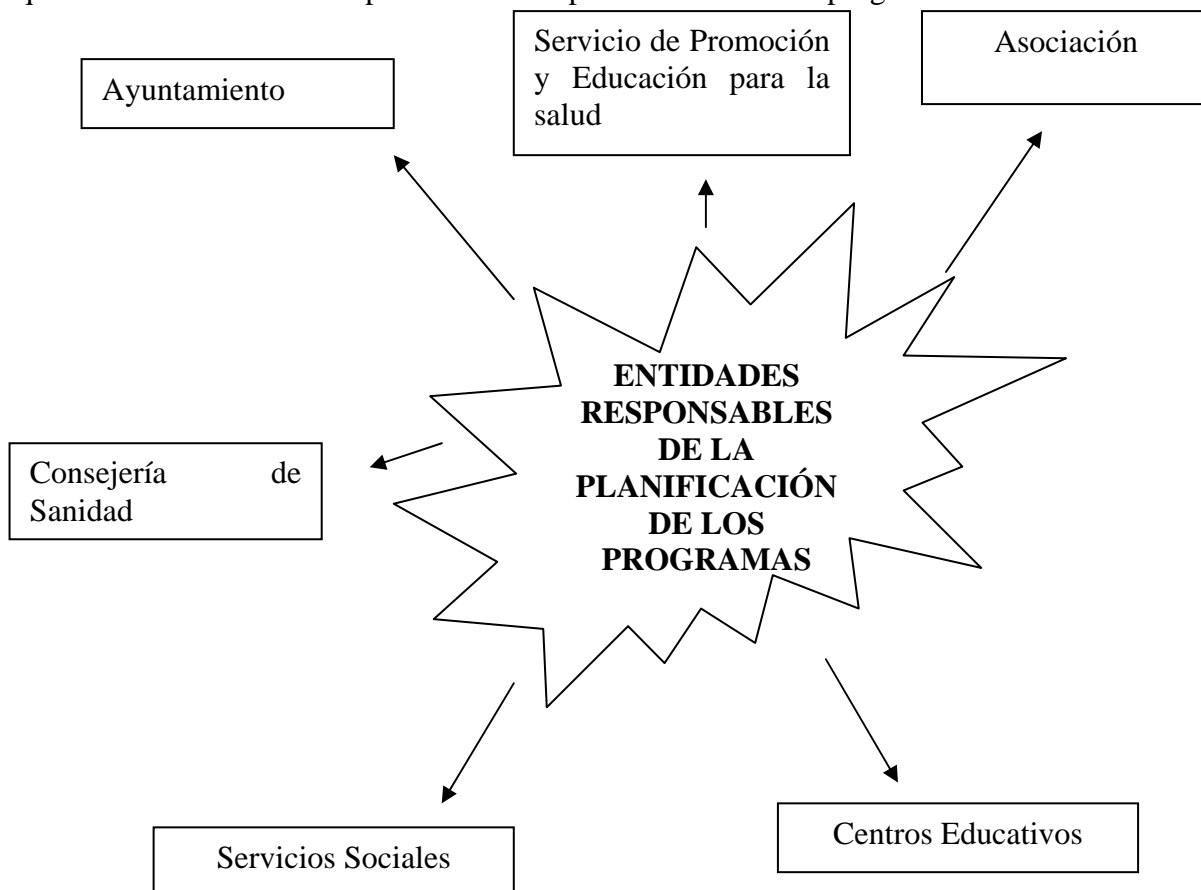 Servicio de Promoción
y Educación para la
salud
Asociación
Ayuntamiento
ENTIDADES
RESPONSABLES
DE LA
PLANIFICACIÓN
DE LOS
PROGRAMAS
Consejería de
Sanidad
Centros Educativos
Servicios Sociales